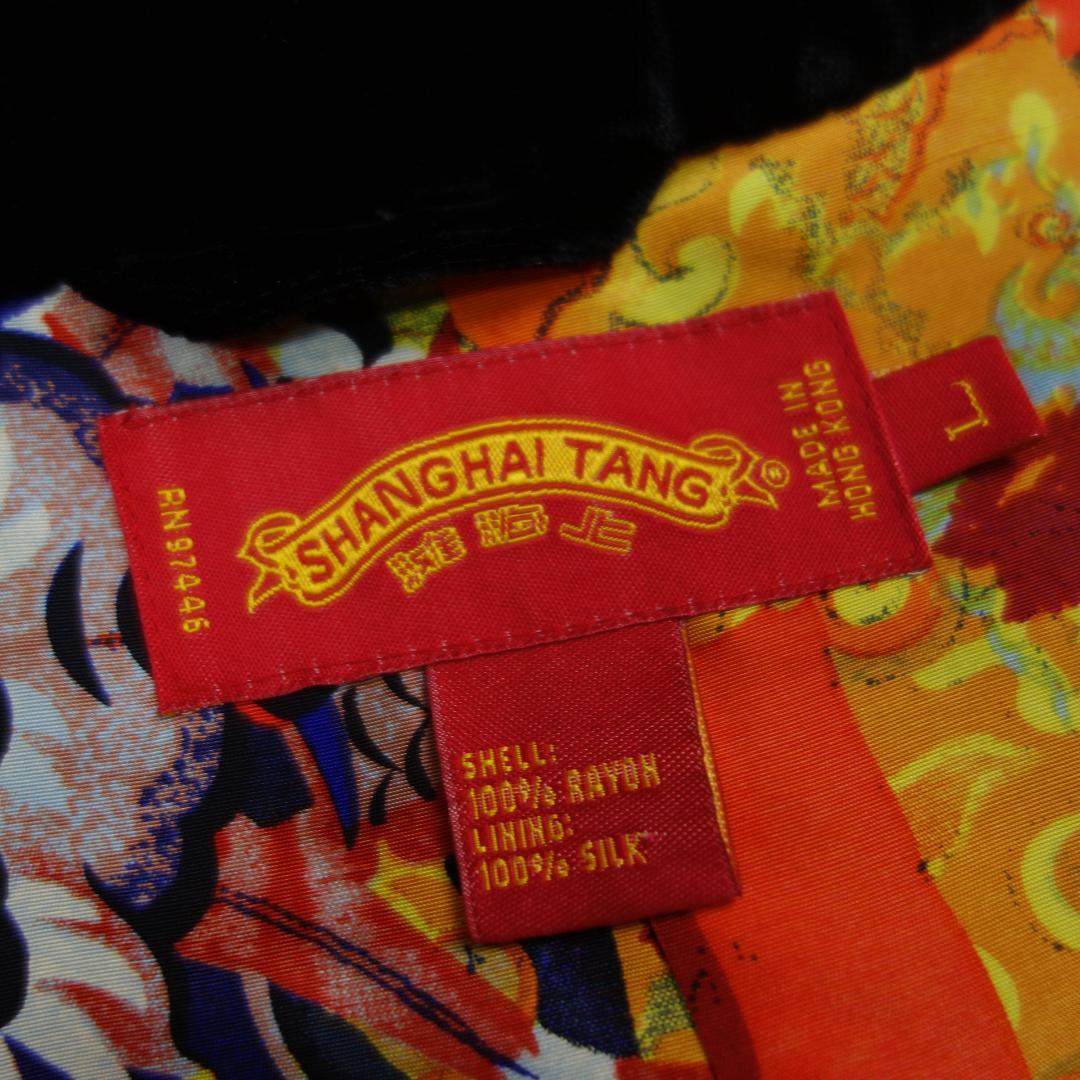 RN 97446
SHANGHAI TANG®
上海灘
MADE IN
HONG KONG
L
SHELL:
100% RAYON
LINING:
100% SILK